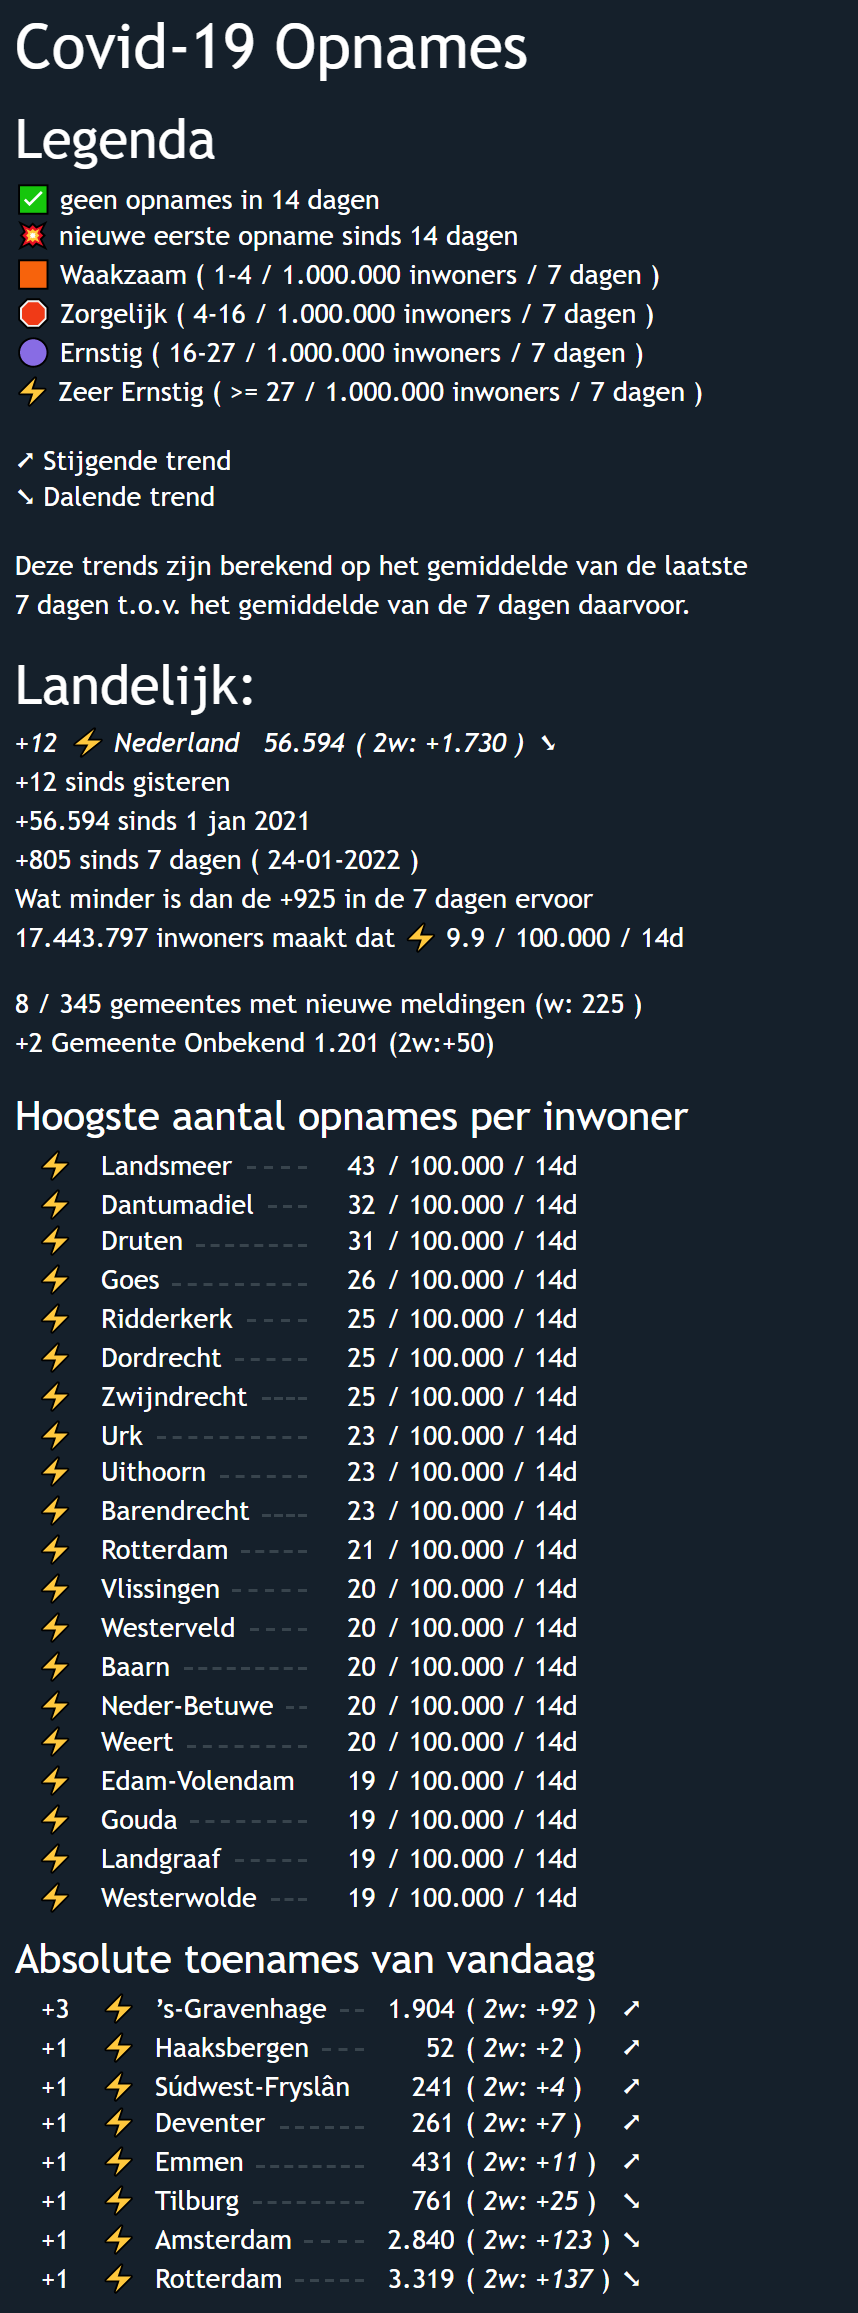 Covid-19 Opnames
Legenda
✅ geen opnames in 14 dagen
💥 nieuwe eerste opname sinds 14 dagen
🟧 Waakzaam ( 1-4 / 1.000.000 inwoners / 7 dagen )
🛑 Zorgelijk ( 4-16 / 1.000.000 inwoners / 7 dagen )
🟣 Ernstig ( 16-27 / 1.000.000 inwoners / 7 dagen )
⚡ Zeer Ernstig ( >= 27 / 1.000.000 inwoners / 7 dagen )
➚ Stijgende trend
➘ Dalende trend
Deze trends zijn berekend op het gemiddelde van de laatste
7 dagen t.o.v. het gemiddelde van de 7 dagen daarvoor.
Landelijk:
+12 ⚡ Nederland 56.594 ( 2w: +1.730 ) ➘
+12 sinds gisteren
+56.594 sinds 1 jan 2021
+805 sinds 7 dagen ( 24-01-2022 )
Wat minder is dan de +925 in de 7 dagen ervoor
17.443.797 inwoners maakt dat ⚡ 9.9 / 100.000 / 14d
8 / 345 gemeentes met nieuwe meldingen (w: 225 )
+2 Gemeente Onbekend 1.201 (2w:+50)
Hoogste aantal opnames per inwoner
⚡ Landsmeer ---- 43 / 100.000 / 14d
⚡ Dantumadiel --- 32 / 100.000 / 14d
⚡ Druten -------- 31 / 100.000 / 14d
⚡ Goes --------- 26 / 100.000 / 14d
⚡ Ridderkerk ---- 25 / 100.000 / 14d
⚡ Dordrecht ----- 25 / 100.000 / 14d
⚡ Zwijndrecht ---- 25 / 100.000 / 14d
⚡ Urk ---------- 23 / 100.000 / 14d
⚡ Uithoorn ------ 23 / 100.000 / 14d
⚡ Barendrecht ---- 23 / 100.000 / 14d
⚡ Rotterdam ----- 21 / 100.000 / 14d
⚡ Vlissingen ----- 20 / 100.000 / 14d
⚡ Westerveld ---- 20 / 100.000 / 14d
⚡ Baarn --------- 20 / 100.000 / 14d
⚡ Neder-Betuwe -- 20 / 100.000 / 14d
⚡ Weert -------- 20 / 100.000 / 14d
⚡ Edam-Volendam 19 / 100.000 / 14d
⚡ Gouda -------- 19 / 100.000 / 14d
⚡ Landgraaf ----- 19 / 100.000 / 14d
⚡ Westerwolde --- 19 / 100.000 / 14d
Absolute toenames van vandaag
+3 ⚡ ’s-Gravenhage -- 1.904 ( 2w: +92 ) ➚
+1 ⚡ Haaksbergen --- 52 ( 2w: +2 ) ➚
+1 ⚡ Súdwest-Fryslân 241 ( 2w: +4 ) ➚
+1 ⚡ Deventer ------ 261 ( 2w: +7 ) ➚
+1 ⚡ Emmen -------- 431 ( 2w: +11 ) ➚
+1 ⚡ Tilburg -------- 761 ( 2w: +25 ) ➘
+1 ⚡ Amsterdam ---- 2.840 ( 2w: +123 ) ➘
+1 ⚡ Rotterdam ----- 3.319 ( 2w: +137 ) ➘